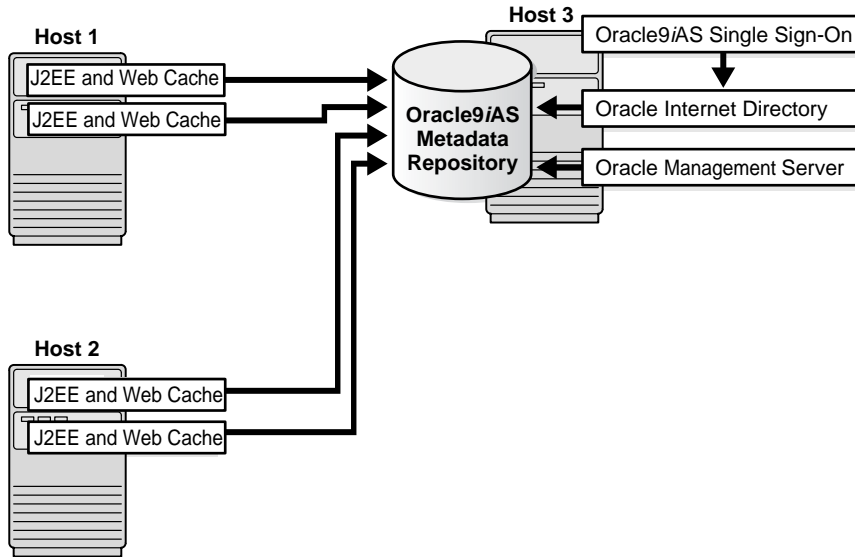 Host 1
J2EE and Web Cache
J2EE and Web Cache
Host 3
Oracle9iAS Single Sign-On
Oracle Internet Directory
Oracle Management Server
Oracle9iAS
Metadata
Repository
Host 2
J2EE and Web Cache
J2EE and Web Cache